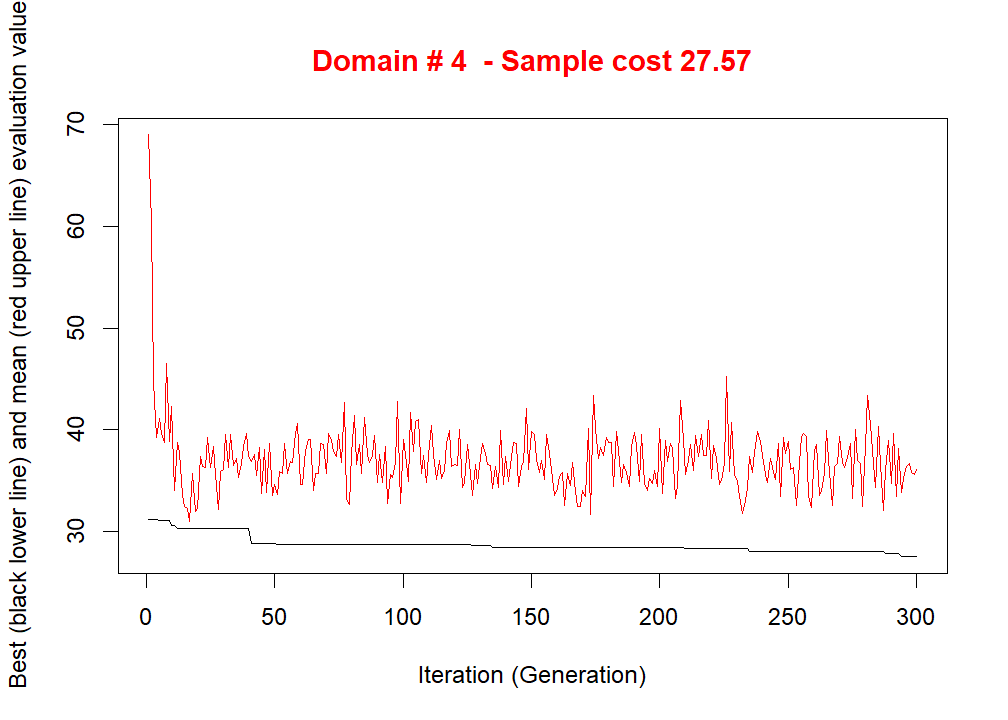 Domain # 4  - Sample cost 27.57
Best (black lower line) and mean (red upper line) evaluation value
70
60
50
40
30
0 50 100 150 200 250 300
Iteration (Generation)